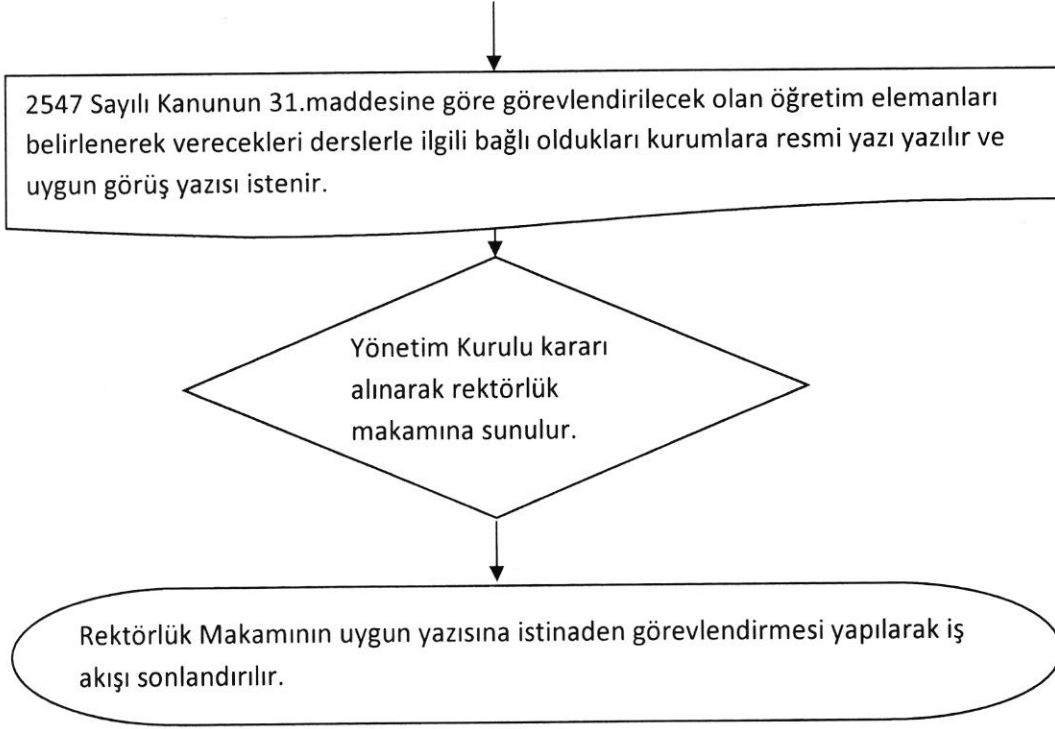 2547 Sayılı Kanunun 31.maddesine göre görevlendirilecek olan öğretim elemanları
belirlenerek verecekleri derslerle ilgili bağlı oldukları kurumlara resmi yazı yazılır ve
uygun görüş yazısı istenir.
Yönetim Kurulu kararı
alınarak rektörlük
makamına sunulur.
Rektörlük Makamının uygun yazısına istinaden görevlendirmesi yapılarak iş
akışı sonlandırılır.